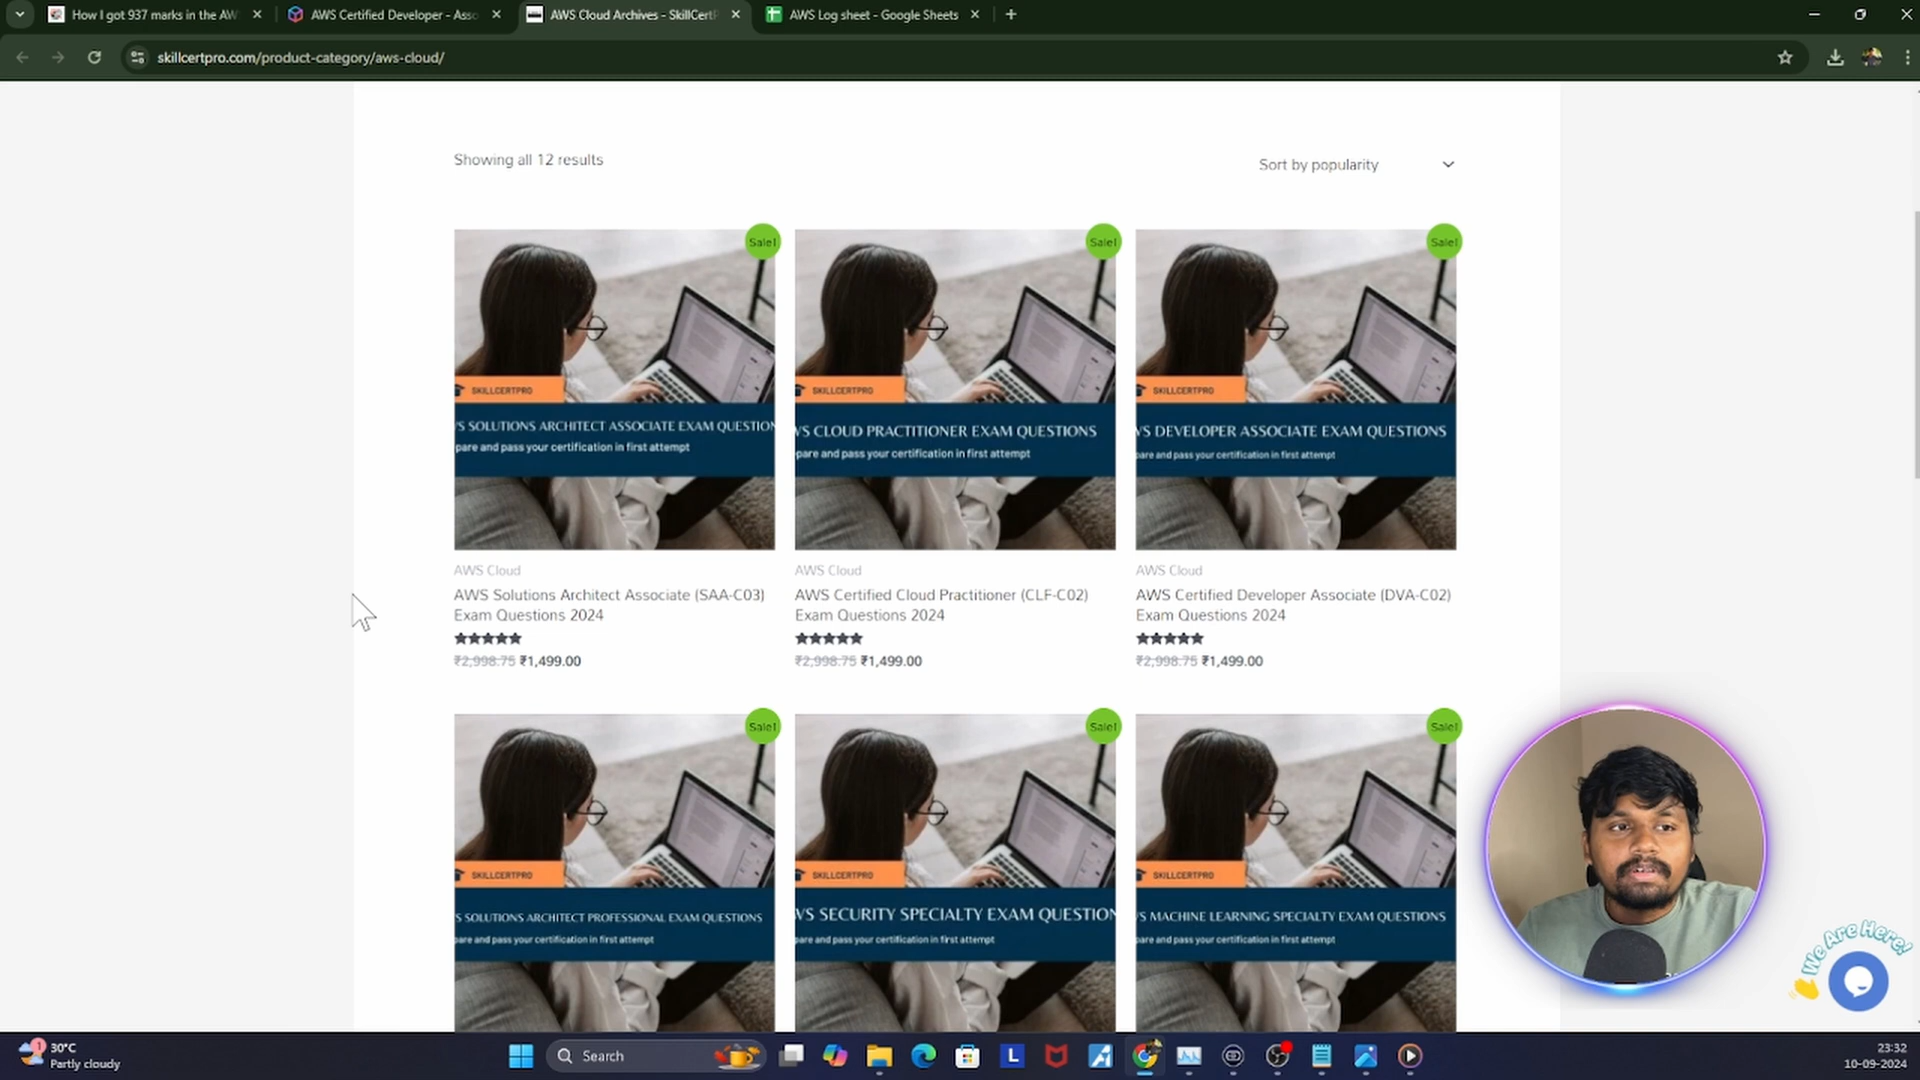 How I got 937 marks in the AW
AWS Certified Developer - Asso
AWS Cloud Archives - SkillCertP
AWS Log sheet - Google Sheets
skillcertpro.com/product-category/aws-cloud/
Showing all 12 results
Sort by popularity
Sale!
Sale!
Sale!
SKILLCERTPRO
SKILLCERTPRO
SKILLCERTPRO
S SOLUTIONS ARCHITECT ASSOCIATE EXAM QUESTION
pare and pass your certification in first attempt
WS CLOUD PRACTITIONER EXAM QUESTIONS
pare and pass your certification in first attempt
WS DEVELOPER ASSOCIATE EXAM QUESTIONS
pare and pass your certification in first attempt
AWS Cloud
AWS Solutions Architect Associate (SAA-C03)
Exam Questions 2024
₹2,998.75 ₹1,499.00
AWS Cloud
AWS Certified Cloud Practitioner (CLF-C02)
Exam Questions 2024
₹2,998.75 ₹1,499.00
AWS Cloud
AWS Certified Developer Associate (DVA-C02)
Exam Questions 2024
₹2,998.75 ₹1,499.00
Sale!
Sale!
Sale!
SKILLCERTPRO
SKILLCERTPRO
SKILLCERTPRO
S SOLUTIONS ARCHITECT PROFESSIONAL EXAM QUESTIONS
pare and pass your certification in first attempt
WS SECURITY SPECIALTY EXAM QUESTION
pare and pass your certification in first attempt
S MACHINE LEARNING SPECIALTY EXAM QUESTIONS
pare and pass your certification in first attempt
We Are Here!
1
30°C
Partly cloudy
Search
L
23:32
10-09-2024